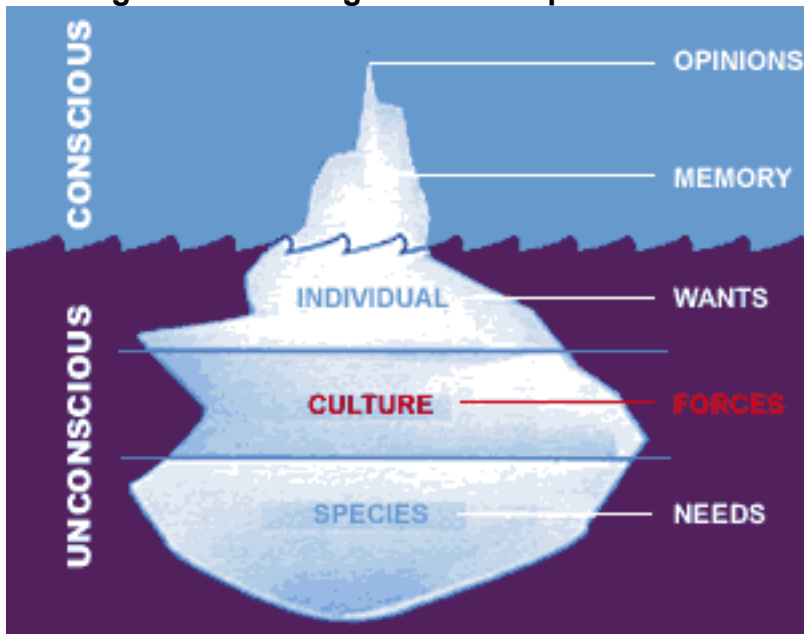 CONSCIOUS
OPINIONS
MEMORY
UNCONSCIOUS
INDIVIDUAL WANTS
CULTURE FORCES
SPECIES NEEDS